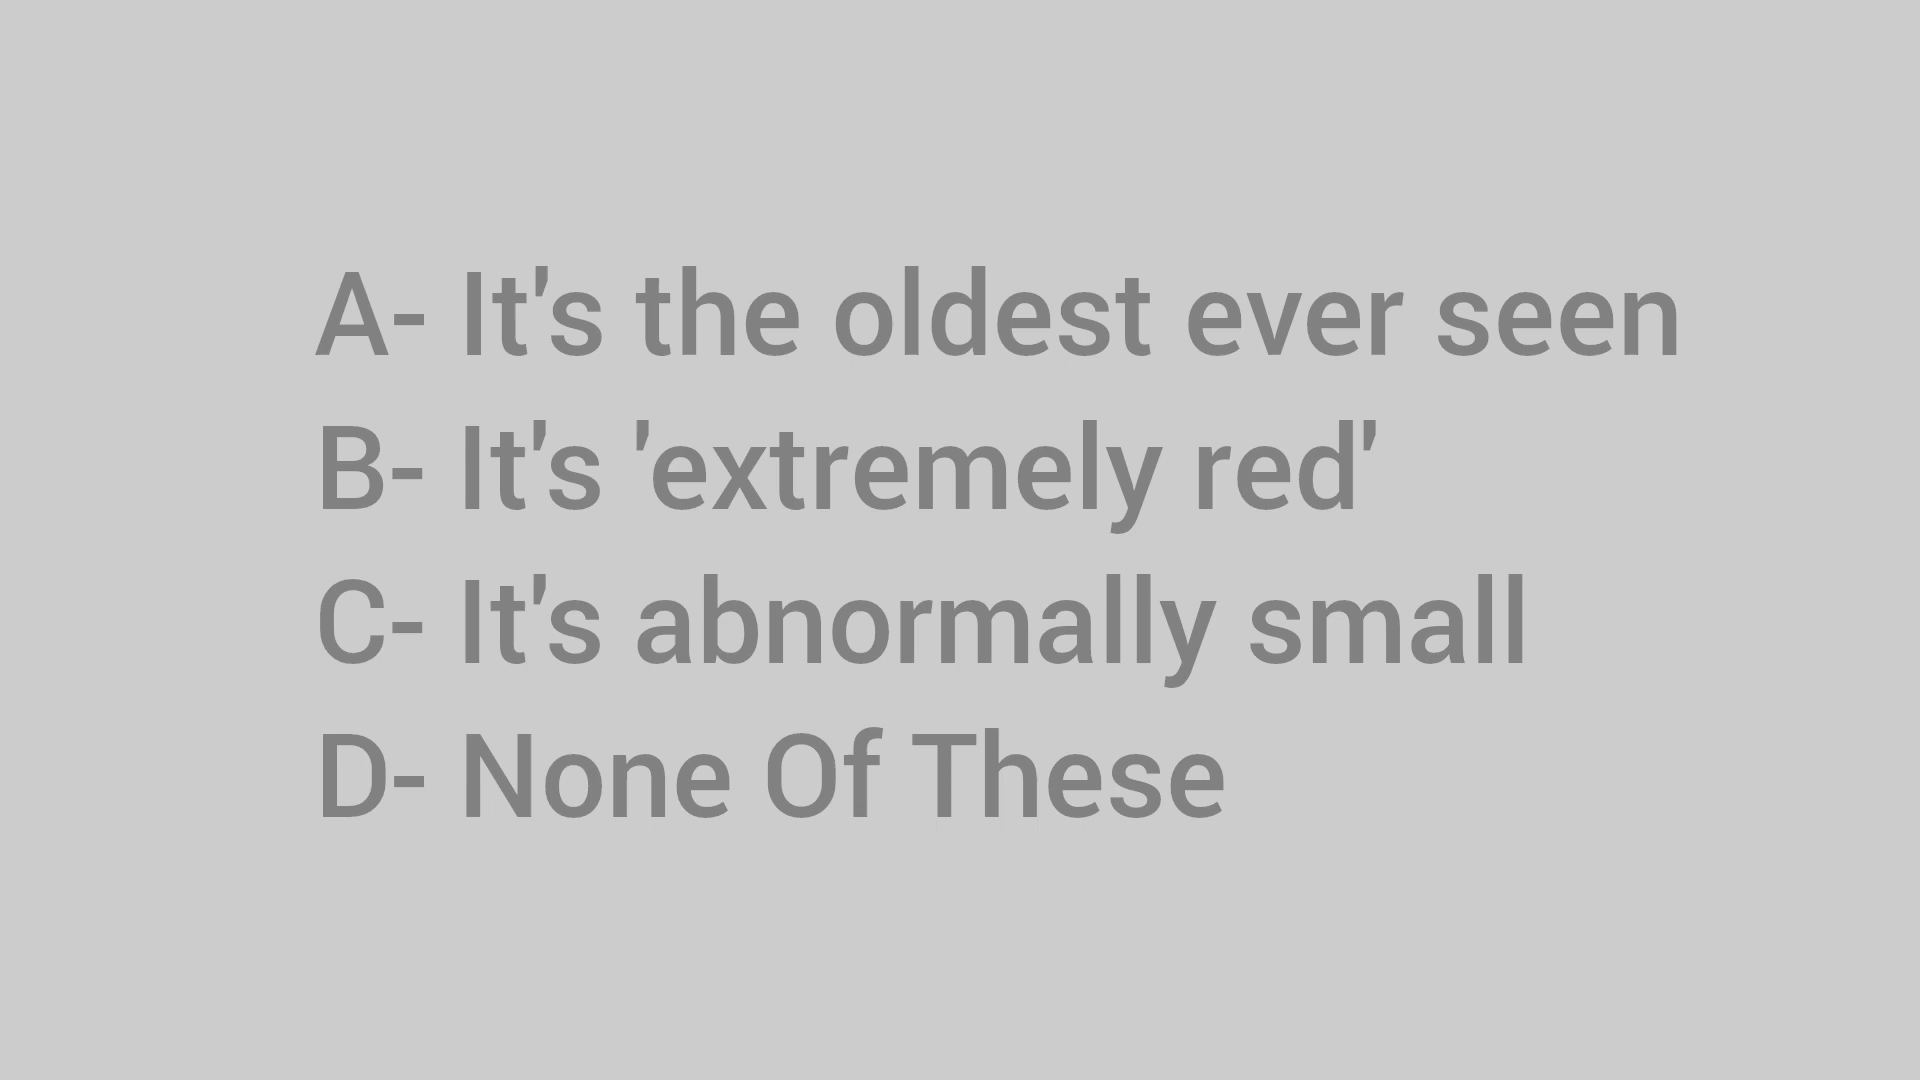 A- It's the oldest ever seen
B- It's 'extremely red'
C- It's abnormally small
D- None Of These